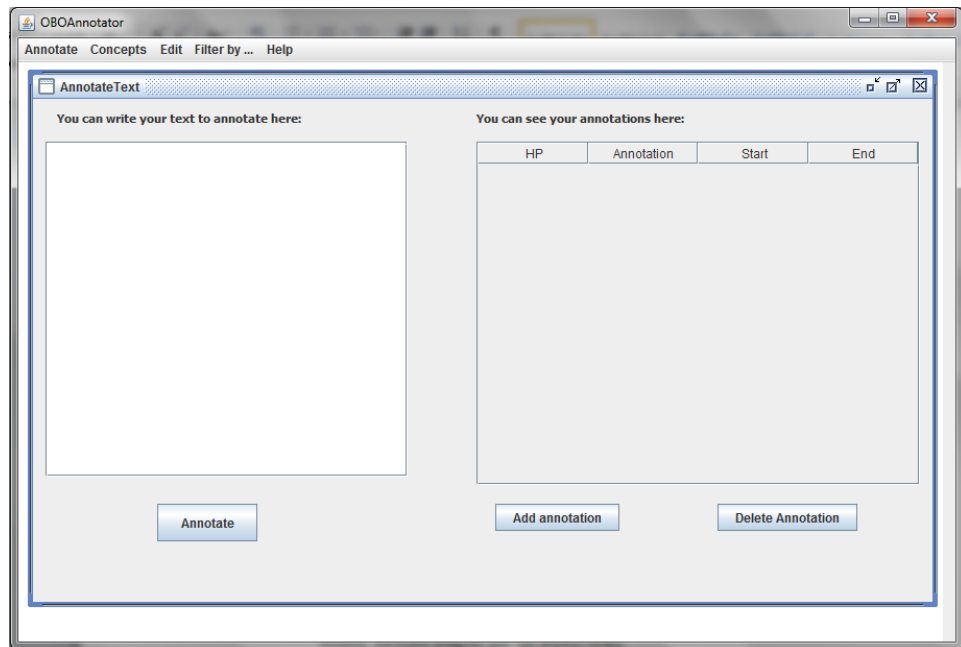 OBOAnnotator
Annotate Concepts Edit Filter by ... Help
AnnotateText
You can write your text to annotate here:
You can see your annotations here:
HP Annotation Start End
Annotate
Add annotation
Delete Annotation